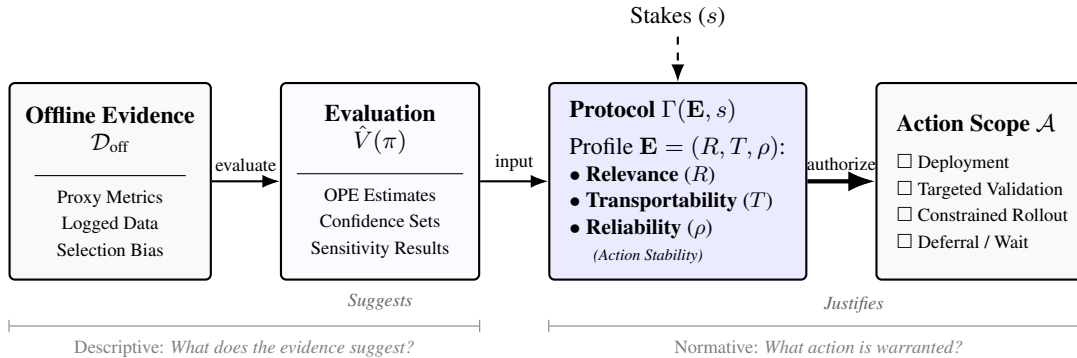 Stakes (s)
Offline Evidence
𝒟off
Proxy Metrics
Logged Data
Selection Bias
evaluate
Evaluation
V̂(π)
OPE Estimates
Confidence Sets
Sensitivity Results
input
Protocol Γ(E, s)
Profile E = (R, T, ρ):
• Relevance (R)
• Transportability (T)
• Reliability (ρ)
(Action Stability)
authorize
Action Scope 𝒜
☐ Deployment
☐ Targeted Validation
☐ Constrained Rollout
☐ Deferral / Wait
Suggests
Justifies
Descriptive: What does the evidence suggest?
Normative: What action is warranted?